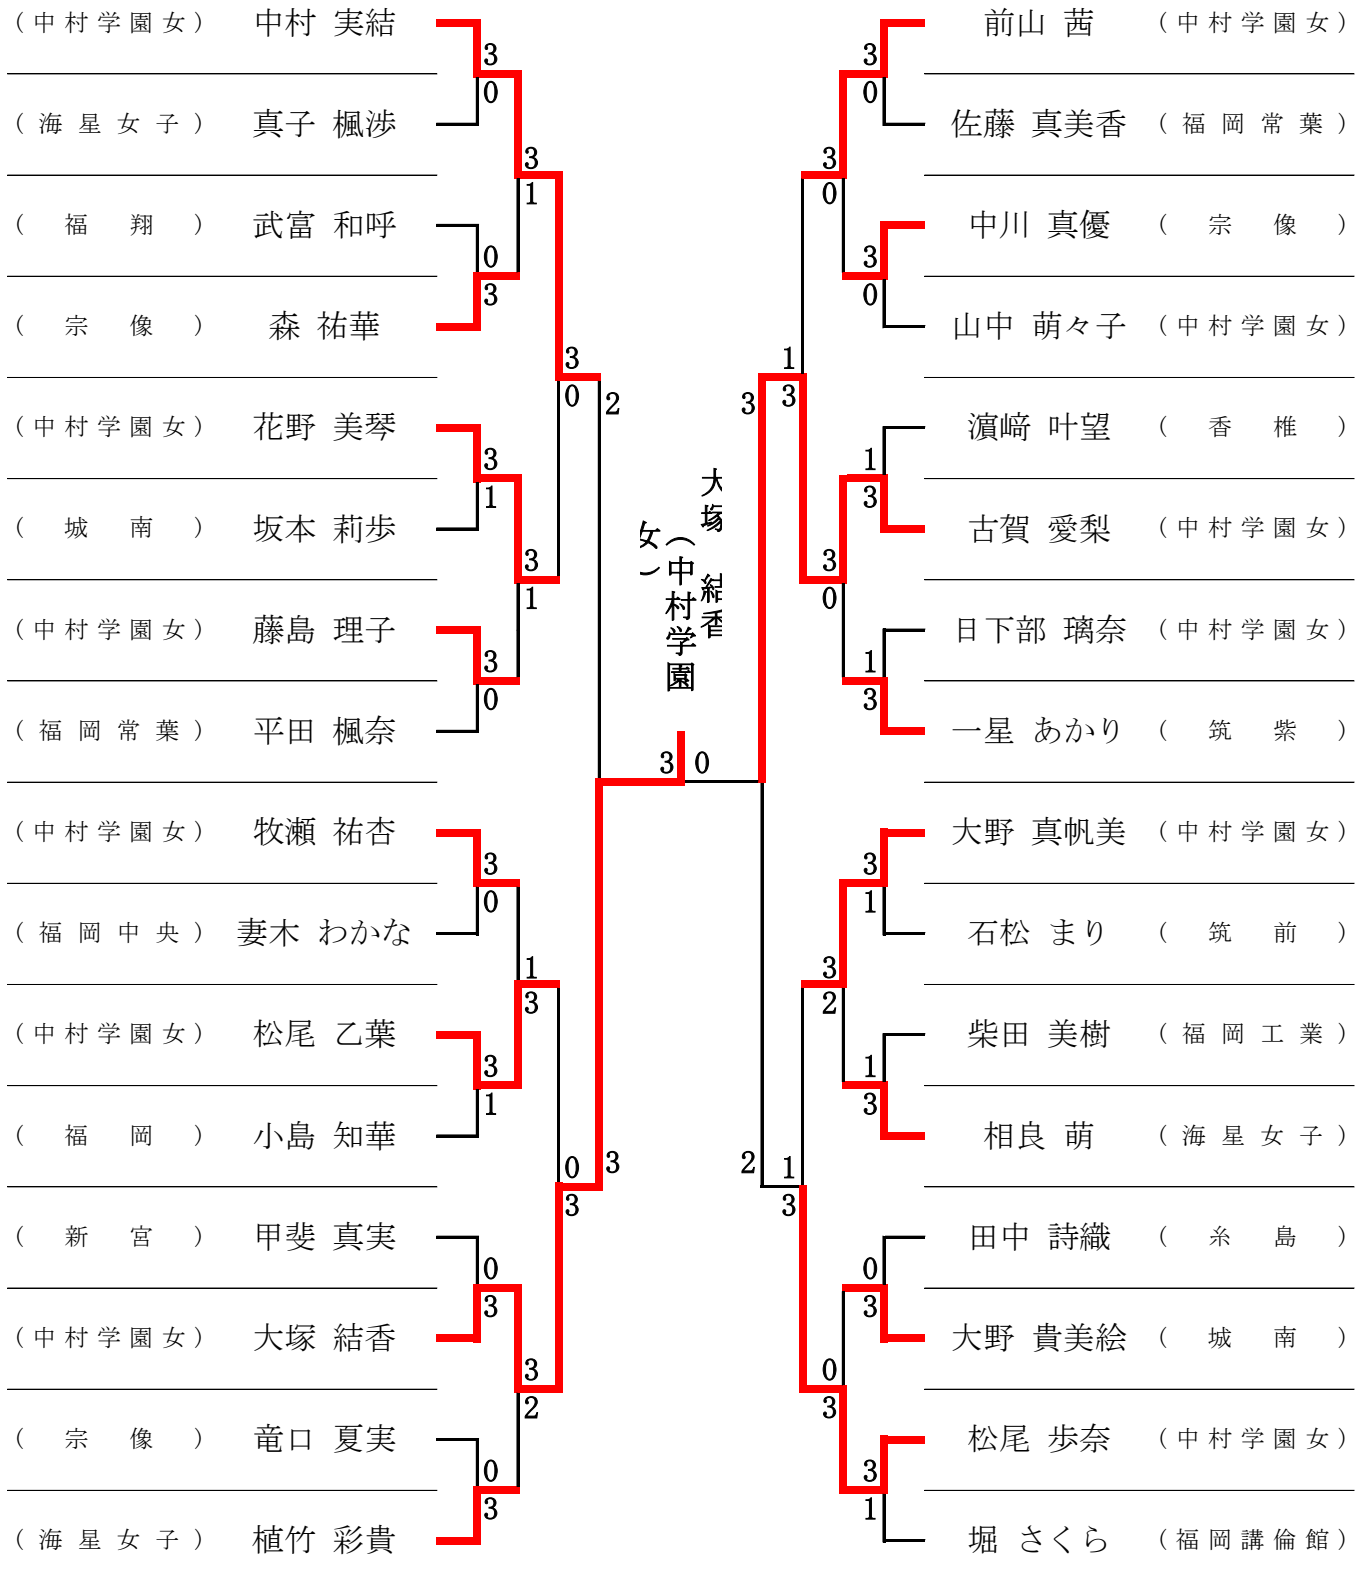 (中村学園女) 中村 実結
3
0
(海星女子) 真子 楓渉
3
1
(福翔) 武富 和呼
0
3
(宗像) 森 祐華
3
0
2
(中村学園女) 花野 美琴
3
1
(城南) 坂本 莉歩
3
1
(中村学園女) 藤島 理子
3
0
(福岡常葉) 平田 楓奈
(中村学園女) 牧瀬 祐杏
3
0
(福岡中央) 妻木 わかな
1
3
(中村学園女) 松尾 乙葉
3
1
(福岡) 小島 知華
0
3
3
(新宮) 甲斐 真実
0
3
(中村学園女) 大塚 結香
3
2
(宗像) 竜口 夏実
0
3
(海星女子) 植竹 彩貴
大塚 結香
(中村学園
女)
3 0
前山 茜 (中村学園女)
3
0
佐藤 真美香 (福岡常葉)
3
0
中川 真優 (宗像)
3
0
山中 萌々子 (中村学園女)
1
3
3
濵﨑 叶望 (香椎)
1
3
古賀 愛梨 (中村学園女)
3
0
日下部 璃奈 (中村学園女)
1
3
一星 あかり (筑紫)
大野 真帆美 (中村学園女)
3
1
石松 まり (筑前)
3
2
柴田 美樹 (福岡工業)
1
3
相良 萌 (海星女子)
2
1
3
田中 詩織 (糸島)
0
3
大野 貴美絵 (城南)
0
3
松尾 歩奈 (中村学園女)
3
1
堀 さくら (福岡講倫館)